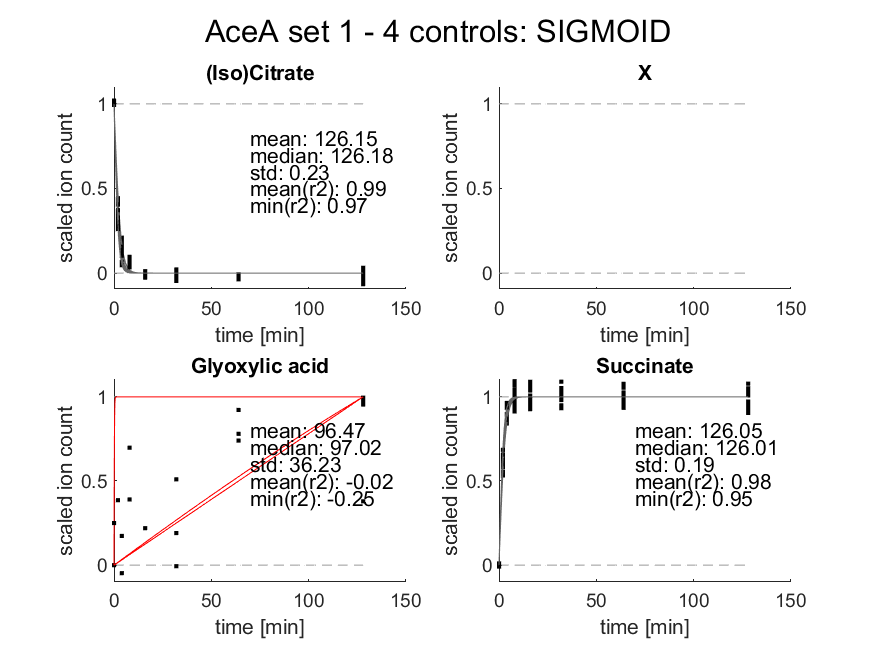 AceA set 1 - 4 controls: SIGMOID
(Iso)Citrate
scaled ion count
1
0.5
0
mean: 126.15
median: 126.18
std: 0.23
mean(r2): 0.99
min(r2): 0.97
0
50
100
150
time [min]
X
scaled ion count
1
0.5
0
0
50
100
150
time [min]
Glyoxylic acid
scaled ion count
1
0.5
0
mean: 96.47
median: 97.02
std: 36.23
mean(r2): -0.02
min(r2): -0.25
0
50
100
150
time [min]
Succinate
scaled ion count
1
0.5
0
mean: 126.05
median: 126.01
std: 0.19
mean(r2): 0.98
min(r2): 0.95
0
50
100
150
time [min]